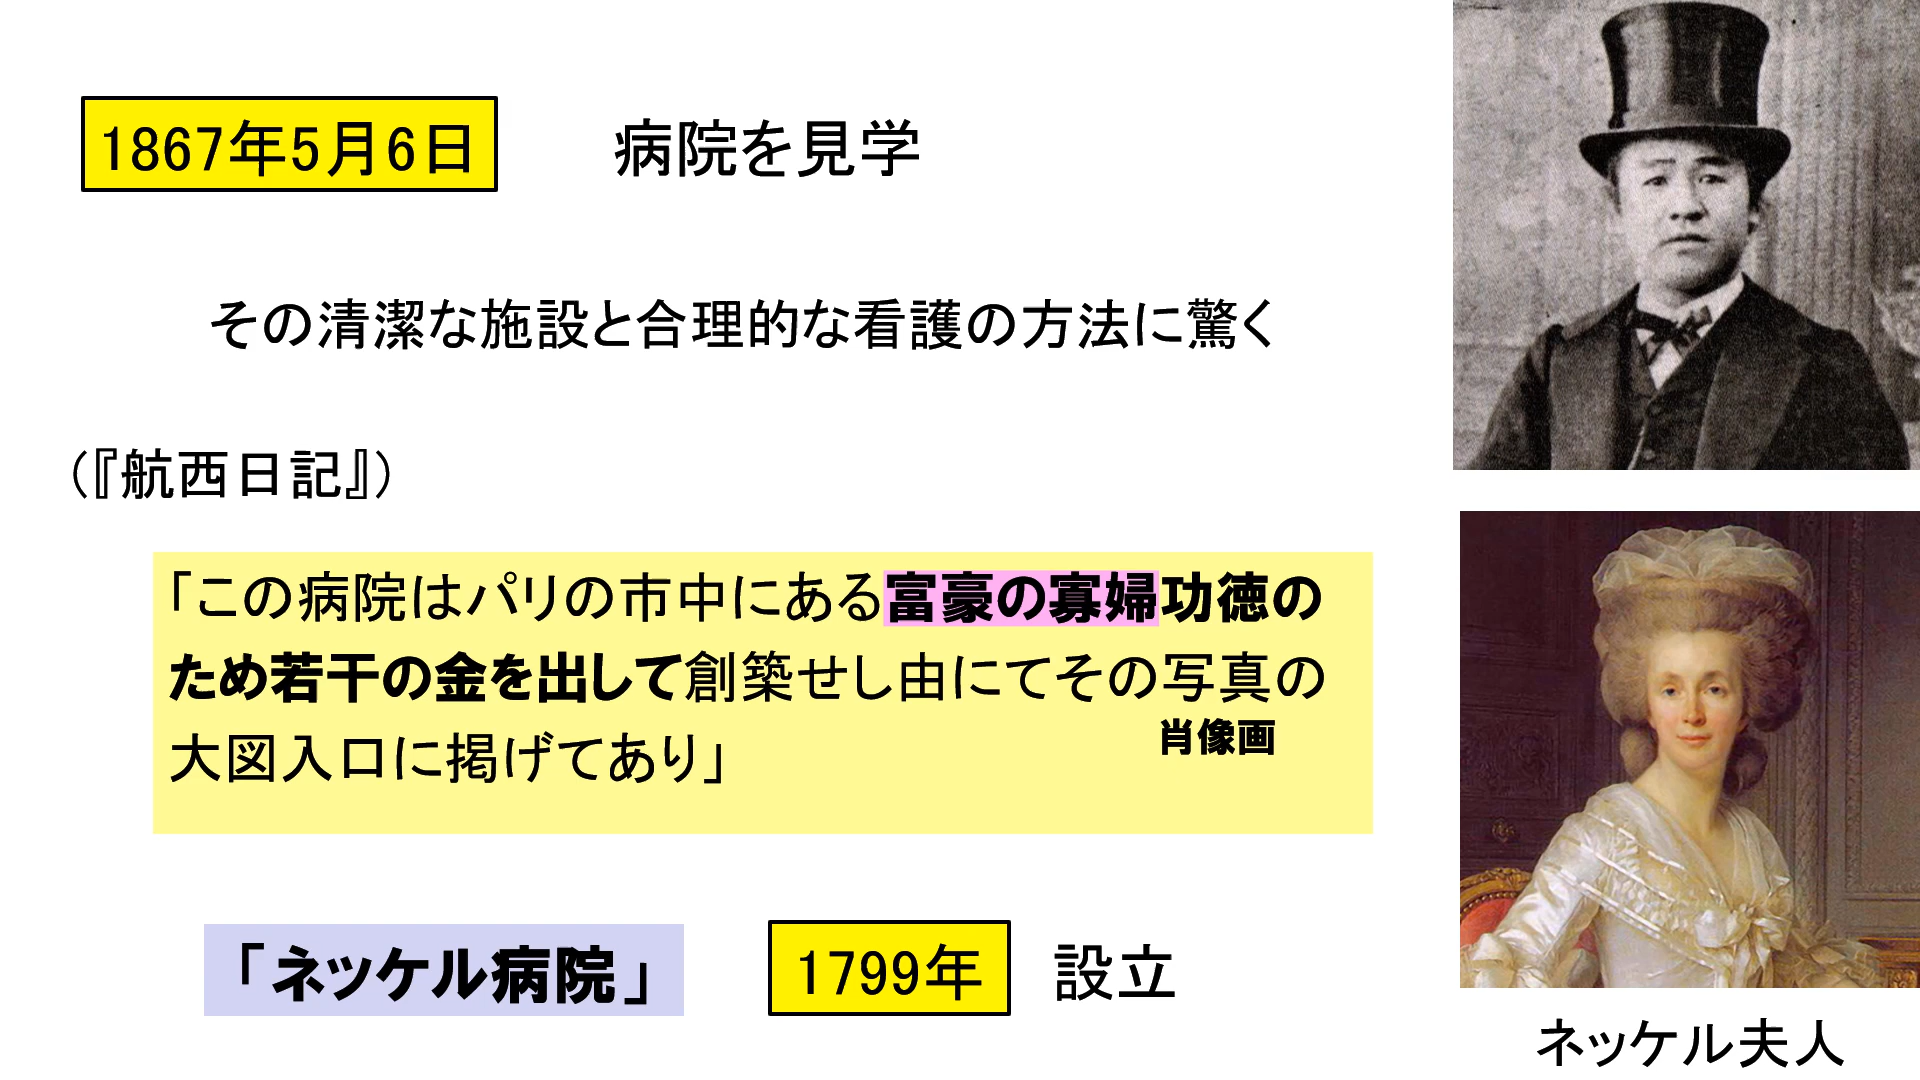 1867年5月6日 病院を見学
その清潔な施設と合理的な看護の方法に驚く
(『航西日記』)
「この病院はパリの市中にある富豪の寡婦功徳の
ため若干の金を出して創築せし由にてその写真の
肖像画
大図入口に掲げてあり」
「ネッケル病院」 1799年 設立
ネッケル夫人